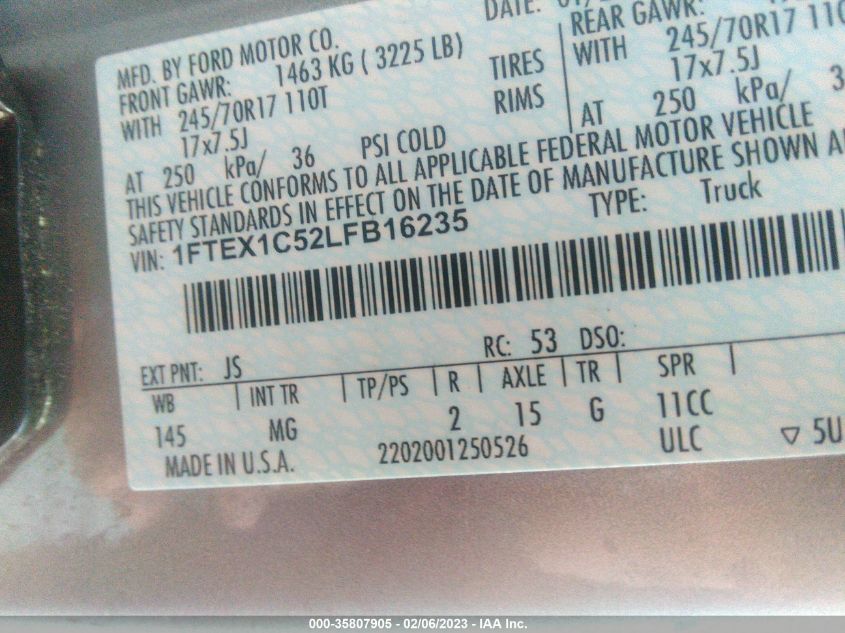 MFD. BY FORD MOTOR CO. DATE:
FRONT GAWR: 1463 KG ( 3225 LB) REAR GAWR:
WITH 245/70R17 110T TIRES WITH 245/70R17 110
17x7.5J RIMS 17x7.5J
AT 250 kPa/ 36 PSI COLD AT 250 kPa/ 3
THIS VEHICLE CONFORMS TO ALL APPLICABLE FEDERAL MOTOR VEHICLE
SAFETY STANDARDS IN EFFECT ON THE DATE OF MANUFACTURE SHOWN A
VIN: 1FTEX1C52LFB16235 TYPE: Truck
EXT PNT: JS RC: 53 DSO:
WB INT TR TP/PS R AXLE TR SPR
145 MG 2 15 G 11CC
MADE IN U.S.A. 2202001250526 ULC ▽ 5U
000-35807905 - 02/06/2023 - IAA Inc.